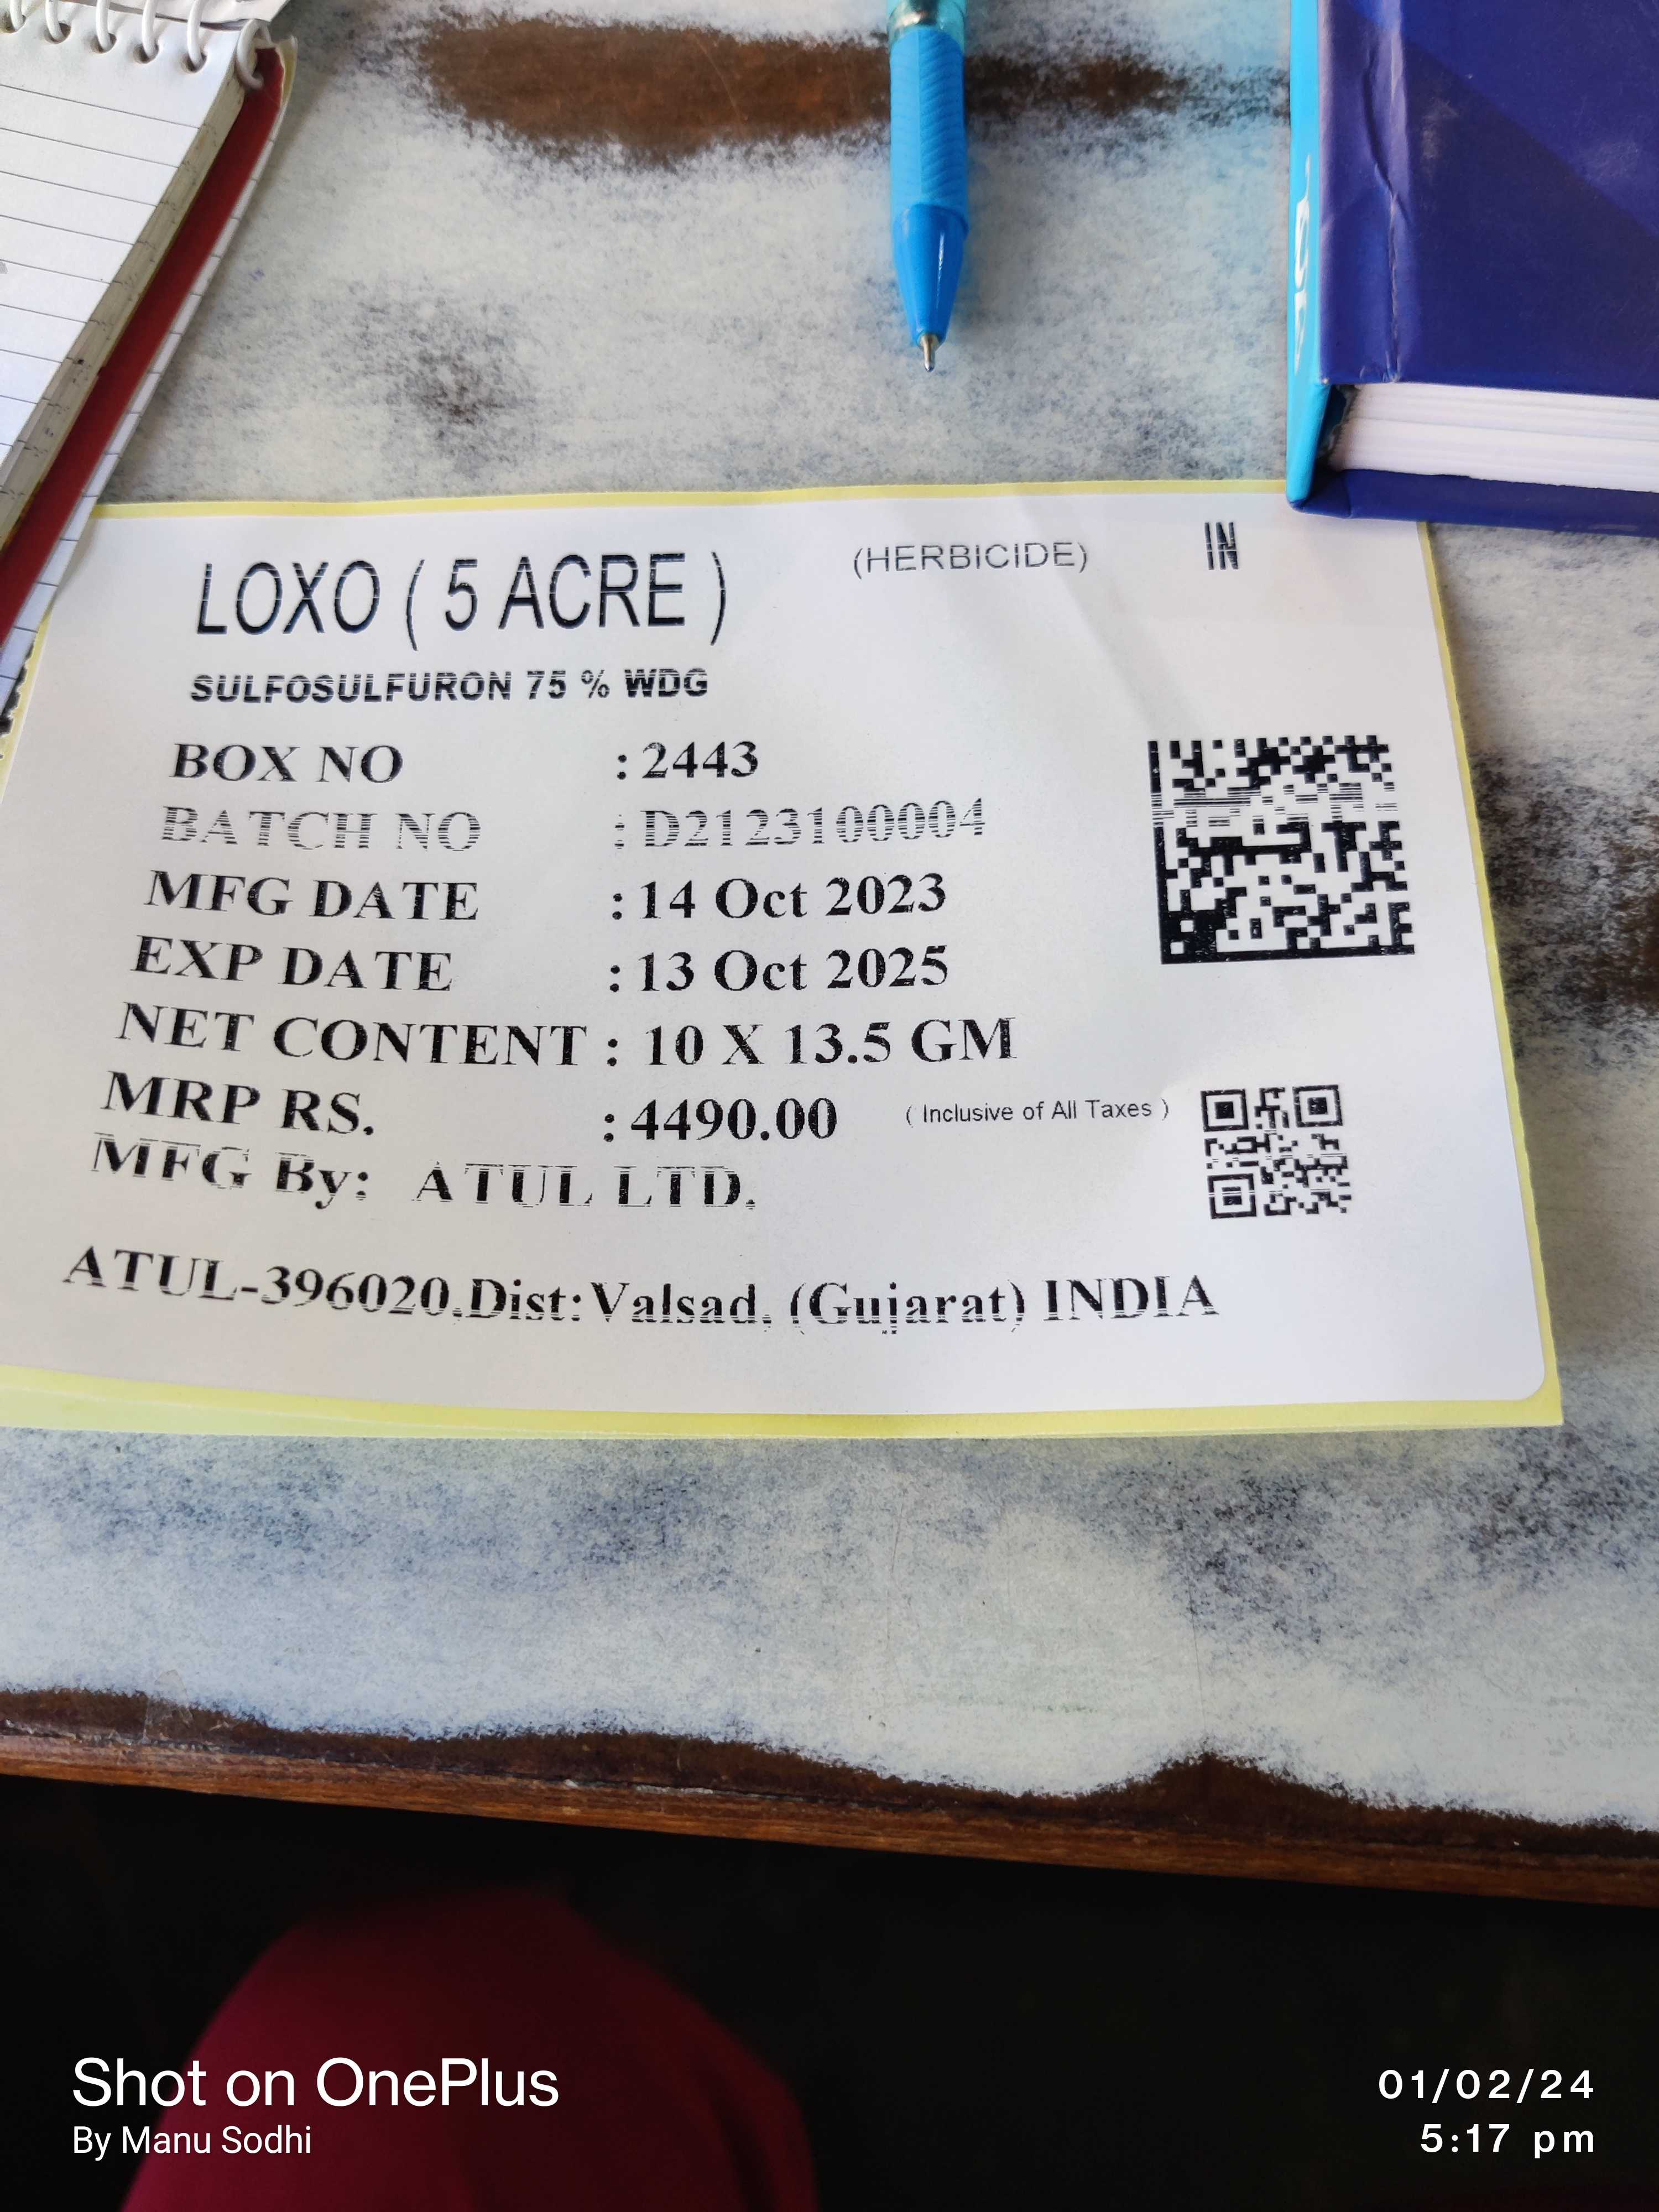 LOXO ( 5 ACRE ) (HERBICIDE) IN
SULFOSULFURON 75 % WDG
BOX NO : 2443
BATCH NO : D2123100004
MFG DATE : 14 Oct 2023
EXP DATE : 13 Oct 2025
NET CONTENT : 10 X 13.5 GM
MRP RS. : 4490.00 ( Inclusive of All Taxes )
MFG By: ATUL LTD.
ATUL-396020,Dist: Valsad, (Gujarat) INDIA
Shot on OnePlus
By Manu Sodhi
01/02/24
5:17 pm